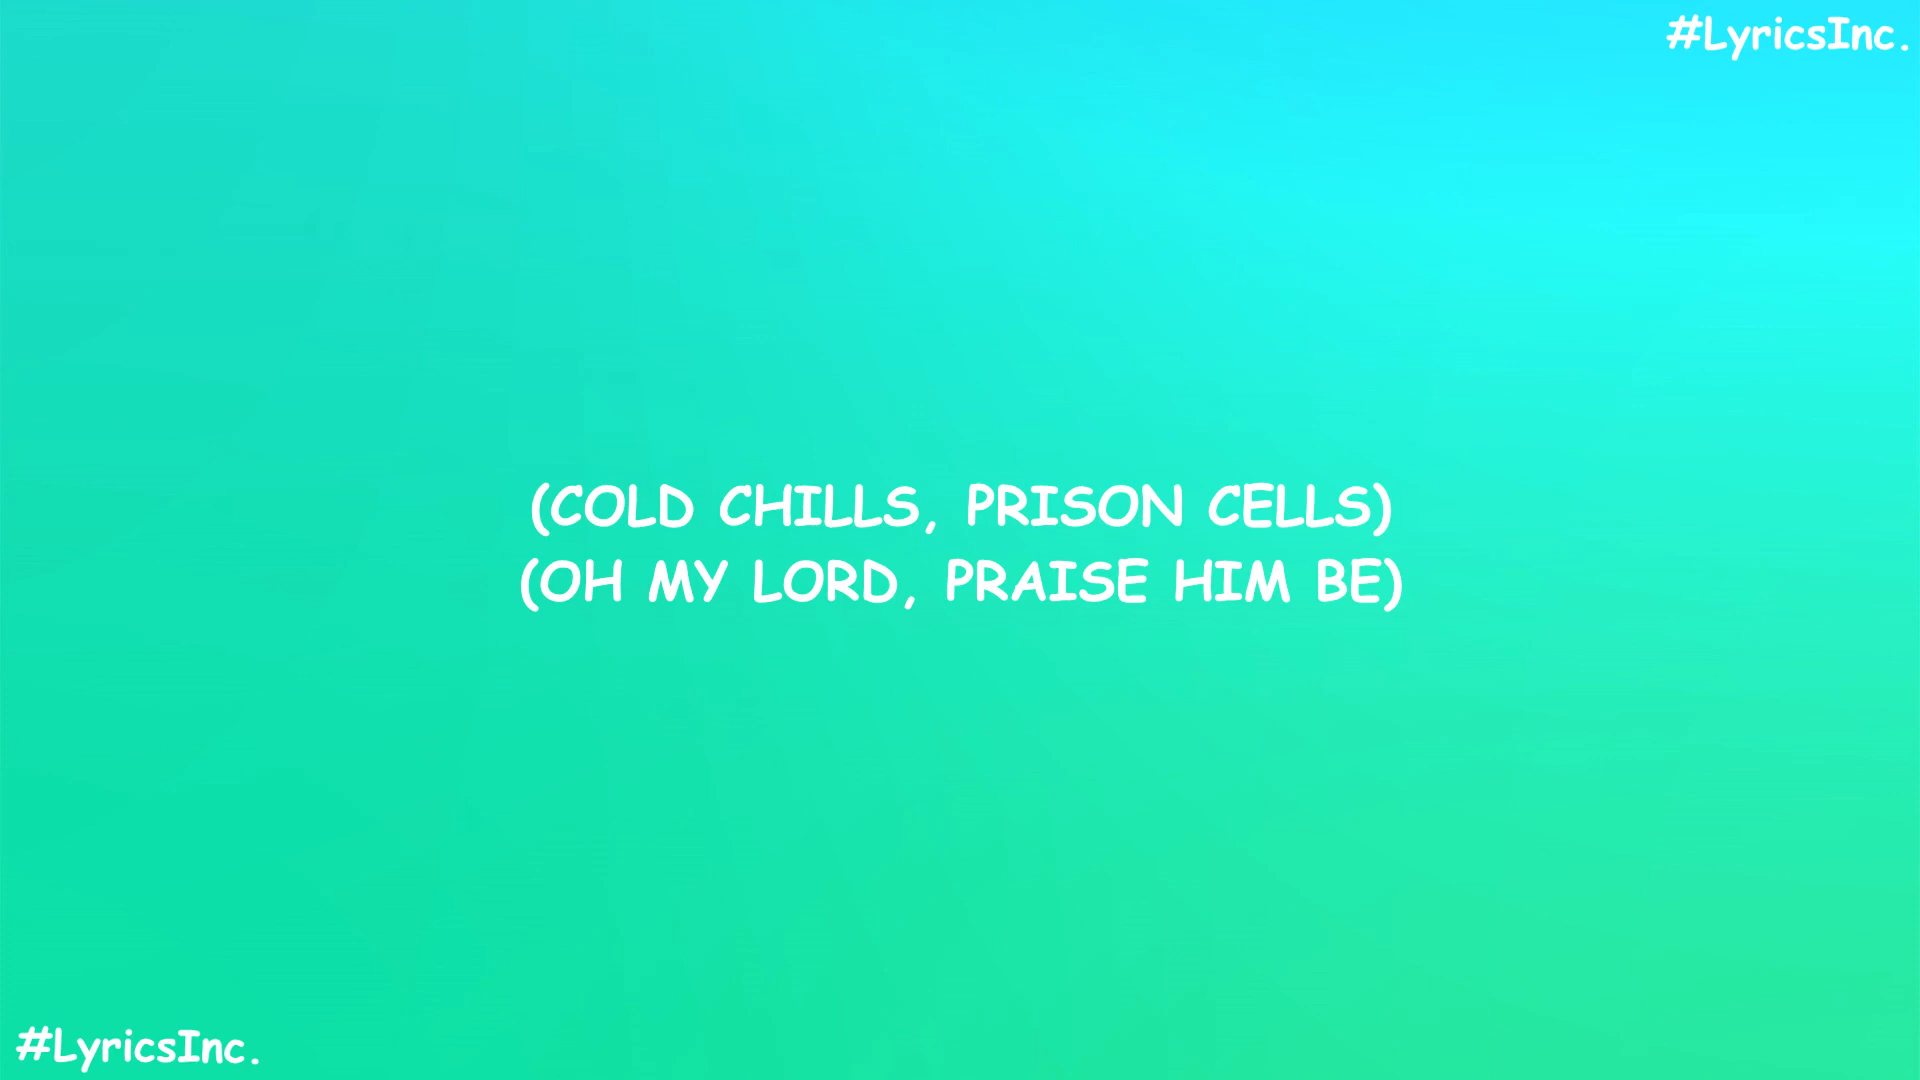 #LyricsInc.
(COLD CHILLS, PRISON CELLS)
(OH MY LORD, PRAISE HIM BE)
#LyricsInc.